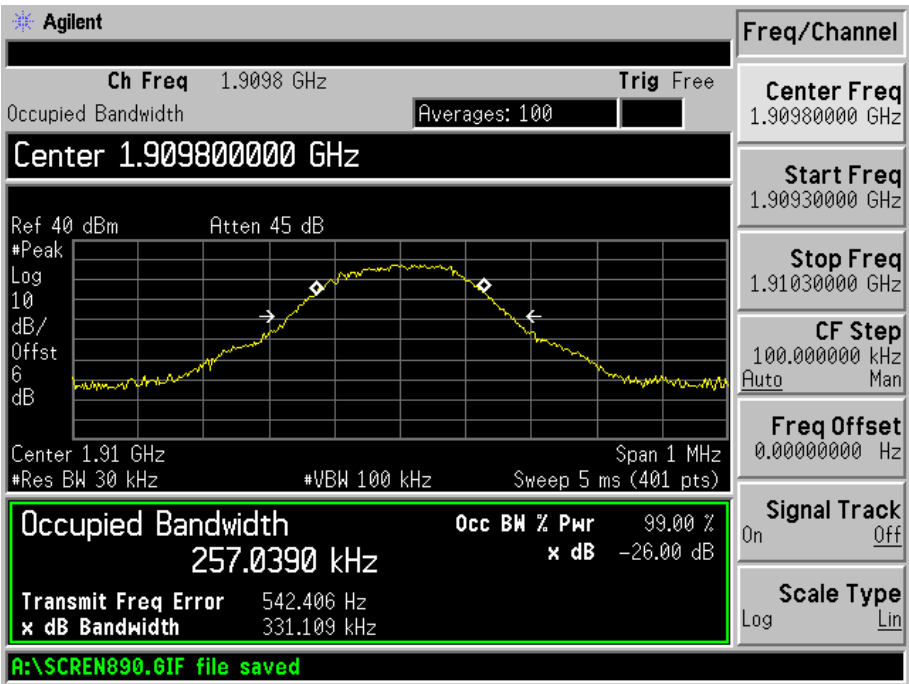 Agilent
Ch Freq 1.9098 GHz Trig Free
Occupied Bandwidth Averages: 100
Center 1.909800000 GHz
Ref 40 dBm Atten 45 dB
#Peak
Log
10
dB/
Offst
6
dB
Center 1.91 GHz Span 1 MHz
#Res BW 30 kHz #VBW 100 kHz Sweep 5 ms (401 pts)
Occupied Bandwidth Occ BW % Pwr 99.00 %
257.0390 kHz x dB -26.00 dB
Transmit Freq Error 542.406 Hz
x dB Bandwidth 331.109 kHz
A:\SCREN890.GIF file saved
Freq/Channel
Center Freq
1.90980000 GHz
Start Freq
1.90930000 GHz
Stop Freq
1.91030000 GHz
CF Step
100.000000 kHz
Auto Man
Freq Offset
0.00000000 Hz
Signal Track
On Off
Scale Type
Log Lin